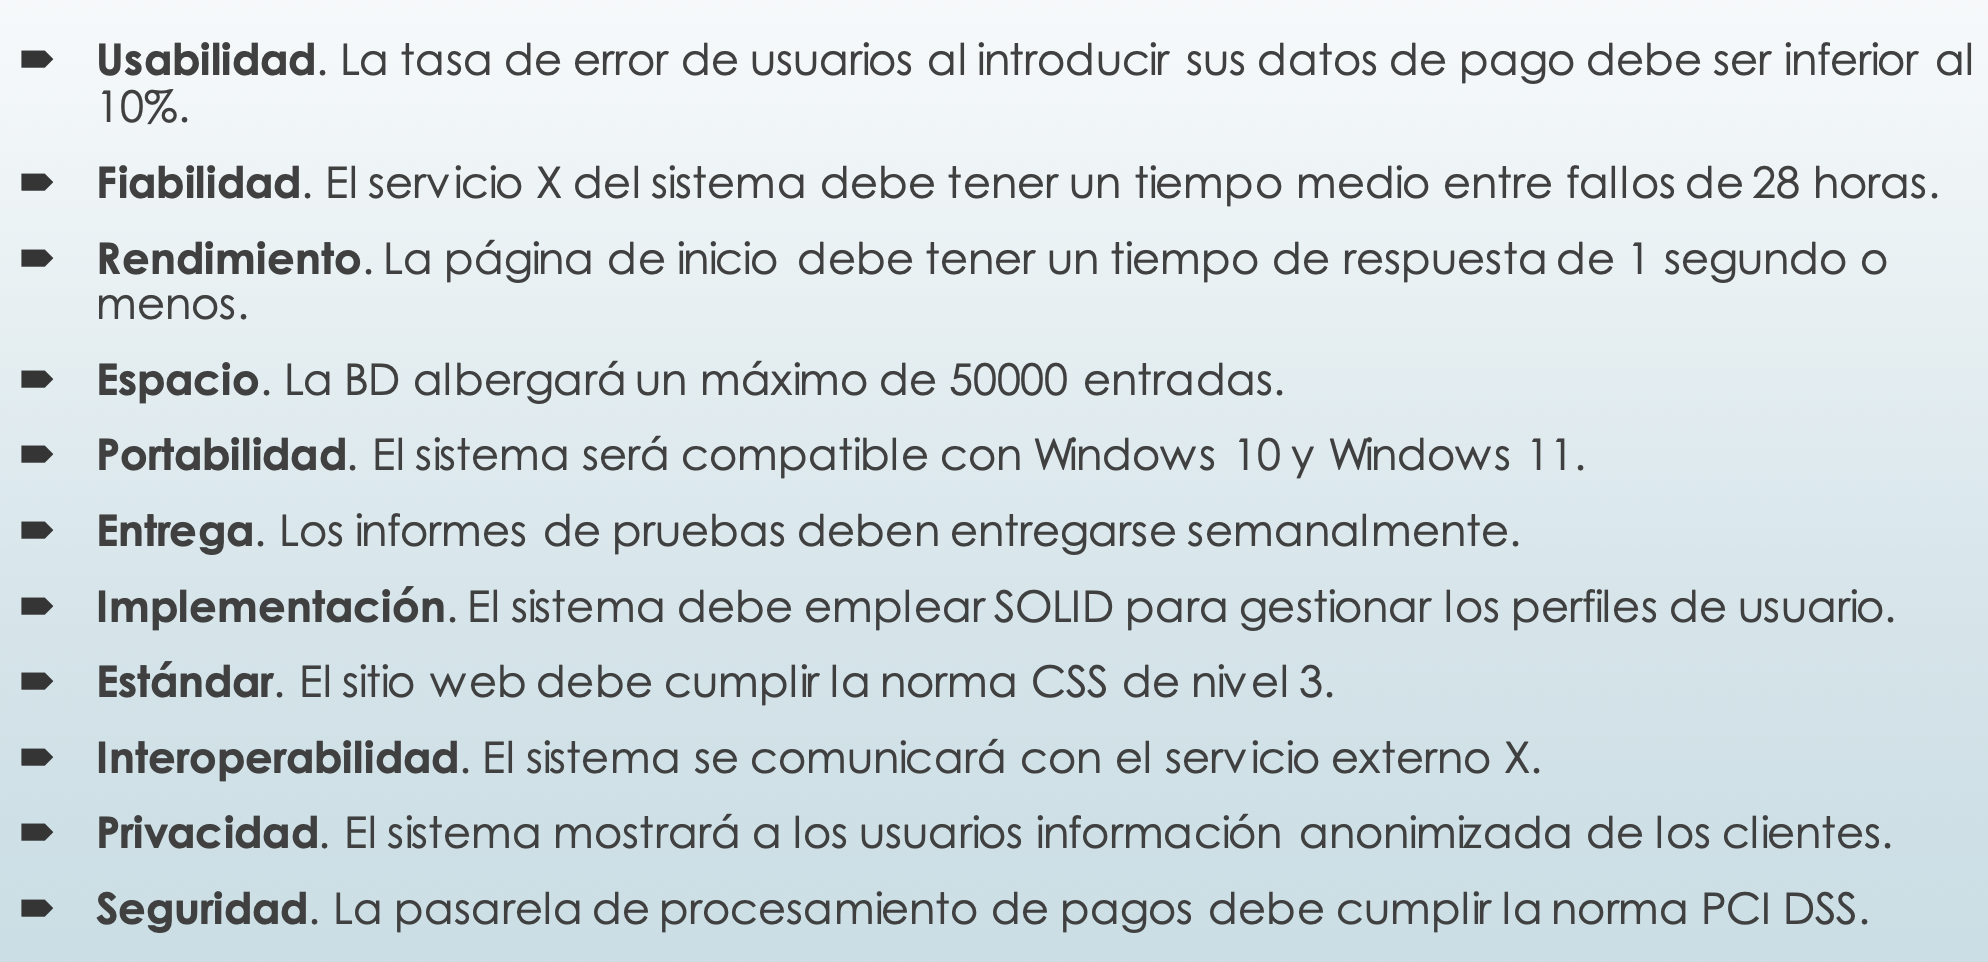 Usabilidad. La tasa de error de usuarios al introducir sus datos de pago debe ser inferior al
10%.
Fiabilidad. El servicio X del sistema debe tener un tiempo medio entre fallos de 28 horas.
Rendimiento. La página de inicio debe tener un tiempo de respuesta de 1 segundo o
menos.
Espacio. La BD albergará un máximo de 50000 entradas.
Portabilidad. El sistema será compatible con Windows 10 y Windows 11.
Entrega. Los informes de pruebas deben entregarse semanalmente.
Implementación. El sistema debe emplear SOLID para gestionar los perfiles de usuario.
Estándar. El sitio web debe cumplir la norma CSS de nivel 3.
Interoperabilidad. El sistema se comunicará con el servicio externo X.
Privacidad. El sistema mostrará a los usuarios información anonimizada de los clientes.
Seguridad. La pasarela de procesamiento de pagos debe cumplir la norma PCI DSS.